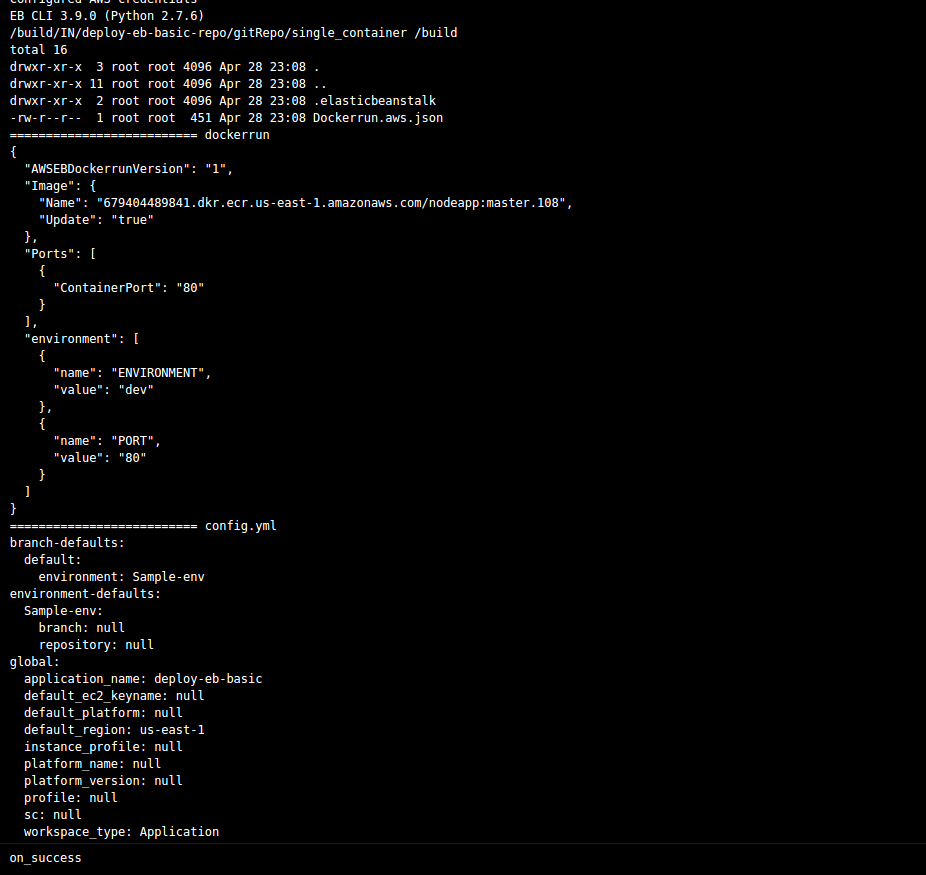 configured AWS credentials
EB CLI 3.9.0 (Python 2.7.6)
/build/IN/deploy-eb-basic-repo/gitRepo/single_container /build
total 16
drwxr-xr-x  3 root root 4096 Apr 28 23:08 .
drwxr-xr-x 11 root root 4096 Apr 28 23:08 ..
drwxr-xr-x  2 root root 4096 Apr 28 23:08 .elasticbeanstalk
-rw-r--r--  1 root root  451 Apr 28 23:08 Dockerrun.aws.json
========================== dockerrun
{
  "AWSEBDockerrunVersion": "1",
  "Image": {
    "Name": "679404489841.dkr.ecr.us-east-1.amazonaws.com/nodeapp:master.108",
    "Update": "true"
  },
  "Ports": [
    {
      "ContainerPort": "80"
    }
  ],
  "environment": [
    {
      "name": "ENVIRONMENT",
      "value": "dev"
    },
    {
      "name": "PORT",
      "value": "80"
    }
  ]
}
========================== config.yml
branch-defaults:
  default:
    environment: Sample-env
environment-defaults:
  Sample-env:
    branch: null
    repository: null
global:
  application_name: deploy-eb-basic
  default_ec2_keyname: null
  default_platform: null
  default_region: us-east-1
  instance_profile: null
  platform_name: null
  platform_version: null
  profile: null
  sc: null
  workspace_type: Application
on_success